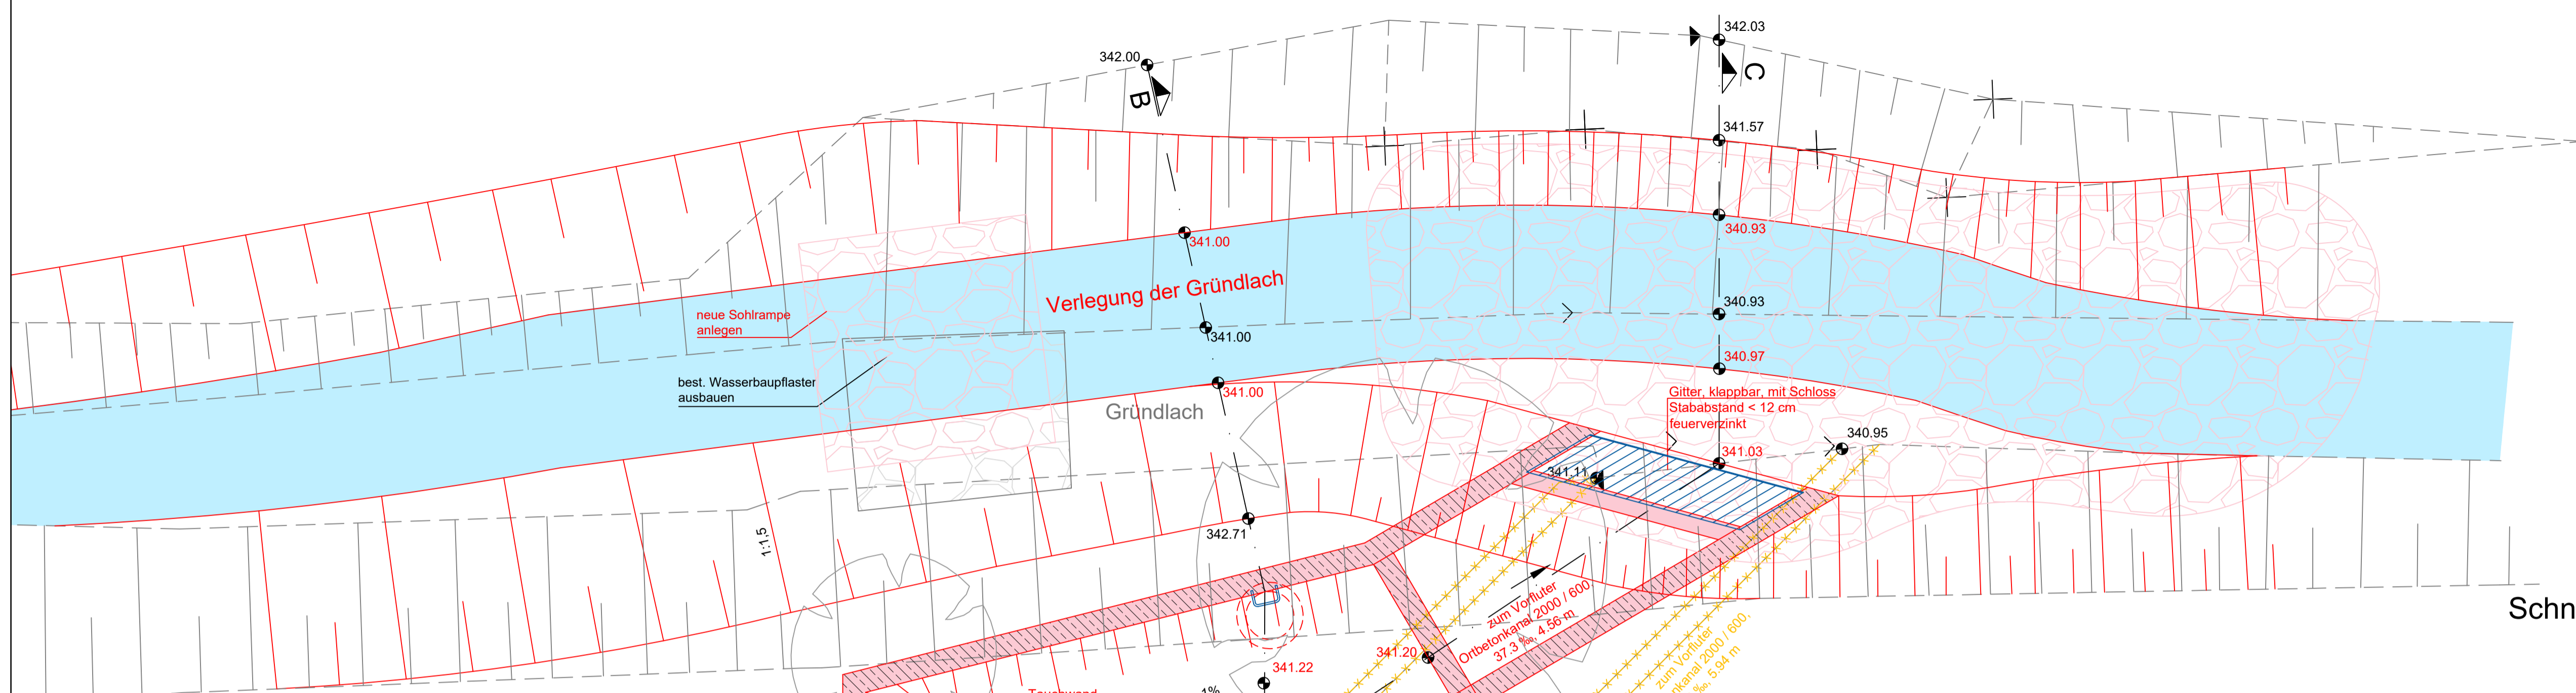 342.03
342.00
C
B
341.57
341.00
340.93
Verlegung der Gründlach
340.93
neue Sohlrampe
anlegen
341.00
340.97
best. Wasserbaupflaster
ausbauen
341.00
Gründlach
Gitter, klappbar, mit Schloss
Stababstand < 12 cm
feuerverzinkt
340.95
341.03
341.11
342.71
1:1,5
zum Vorfluter
Ortbetonkanal 2000 / 600,
37.3 ‰, 4.56 m
zum Vorfluter
nkanal 2000 / 600,
‰, 5.94 m
Schn
341.20
341.22
1%